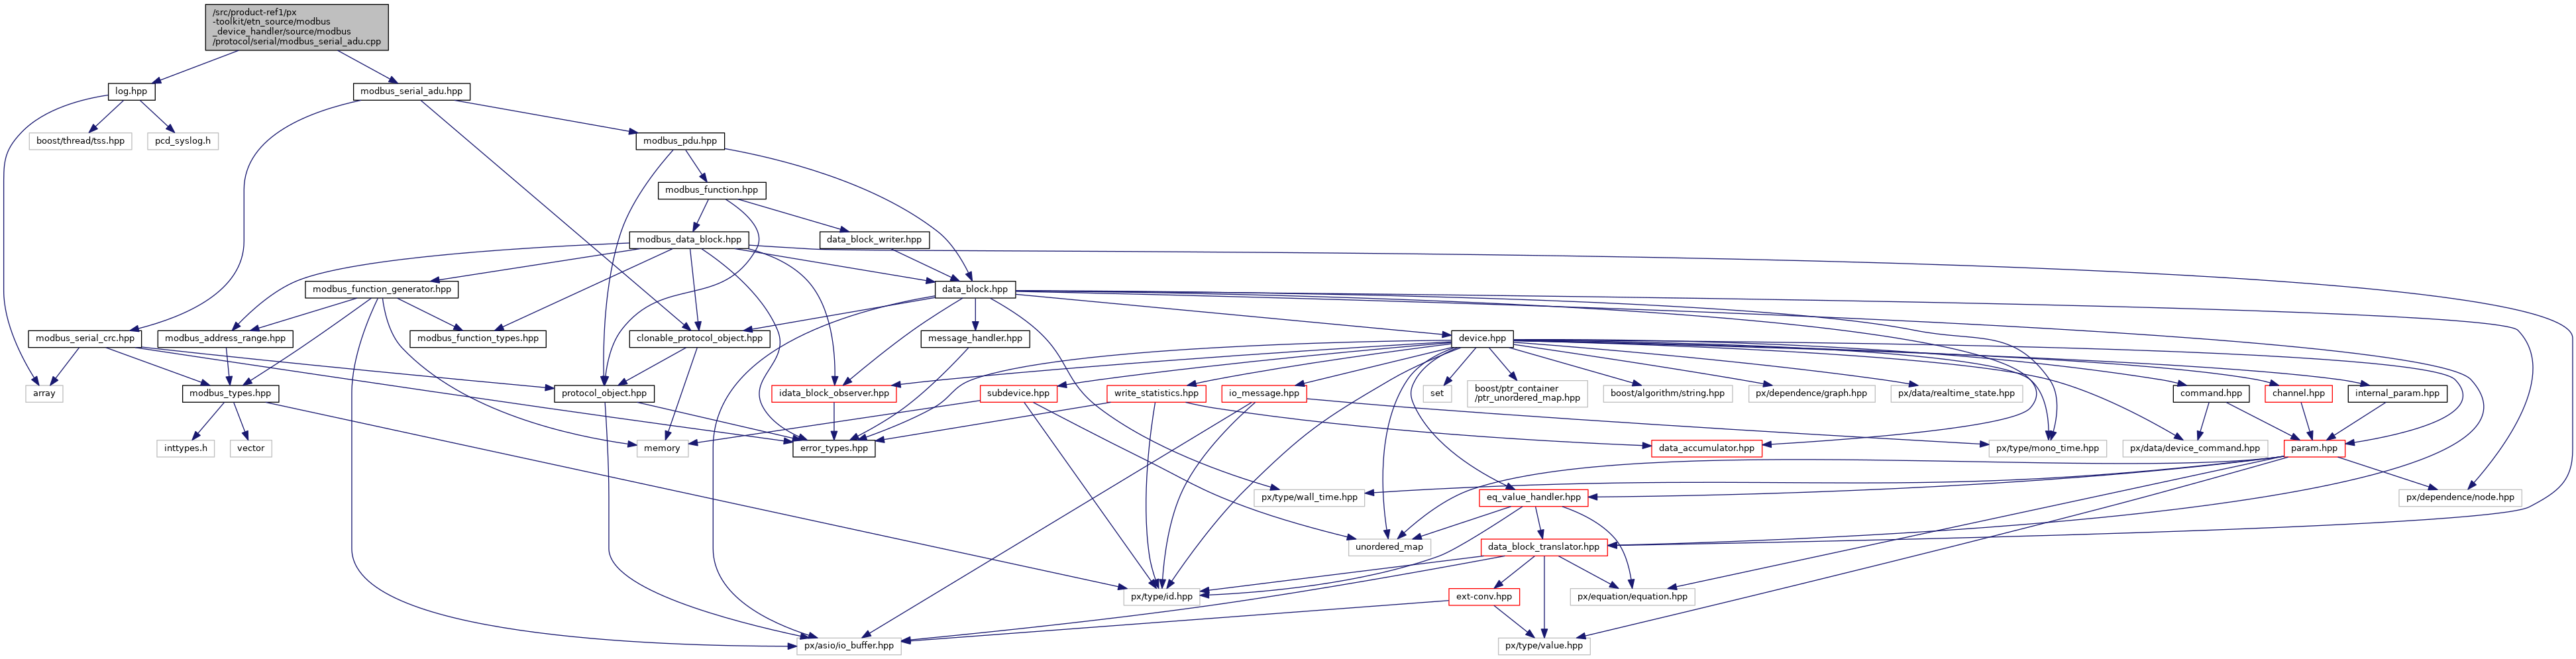 /src/product-ref1/px
-toolkit/etn_source/modbus
_device_handler/source/modbus
/protocol/serial/modbus_serial_adu.cpp
log.hpp
modbus_serial_adu.hpp
boost/thread/tss.hpp
pcd_syslog.h
modbus_pdu.hpp
modbus_function.hpp
modbus_data_block.hpp
data_block_writer.hpp
modbus_function_generator.hpp
data_block.hpp
modbus_serial_crc.hpp
modbus_address_range.hpp
modbus_function_types.hpp
clonable_protocol_object.hpp
message_handler.hpp
device.hpp
array
modbus_types.hpp
protocol_object.hpp
idata_block_observer.hpp
subdevice.hpp
write_statistics.hpp
io_message.hpp
set
boost/ptr_container
/ptr_unordered_map.hpp
boost/algorithm/string.hpp
px/dependence/graph.hpp
px/data/realtime_state.hpp
command.hpp
channel.hpp
internal_param.hpp
inttypes.h
vector
memory
error_types.hpp
data_accumulator.hpp
px/type/mono_time.hpp
px/data/device_command.hpp
param.hpp
px/type/wall_time.hpp
eq_value_handler.hpp
px/dependence/node.hpp
unordered_map
data_block_translator.hpp
px/type/id.hpp
ext-conv.hpp
px/equation/equation.hpp
px/asio/io_buffer.hpp
px/type/value.hpp